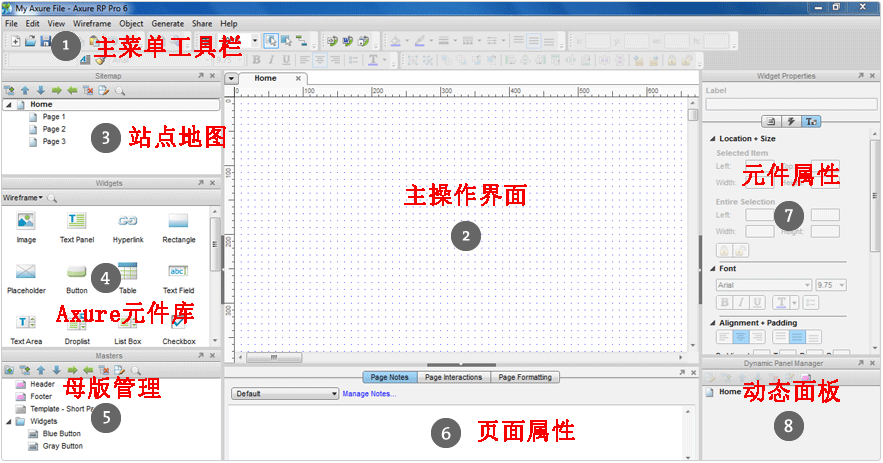 My Axure File - Axure RP Pro 6
File Edit View Wireframe Object Generate Share Help
1 主菜单工具栏
Sitemap
Home
Page 1
Page 2
Page 3
3 站点地图
Widgets
Wireframe
Image Text Panel Hyperlink Rectangle
Placeholder Button Table Text Field
4
Axure元件库
Text Area Droplist List Box Checkbox
Masters
母版管理
Header
Footer
Template - Short Pr
5
Widgets
Blue Button
Gray Button
Home
0 100 200 300 400 500 600
0
100
200
300
主操作界面
2
Page Notes Page Interactions Page Formatting
Default Manage Notes...
6 页面属性
Widget Properties
Label
Location + Size
Selected Item
Left:
Width:
元件属性
Entire Selection
7
Left:
Width: Height:
Font
Arial 9.75
B I U
Alignment + Padding
Dynamic Panel Manager
动态面板
Home
8